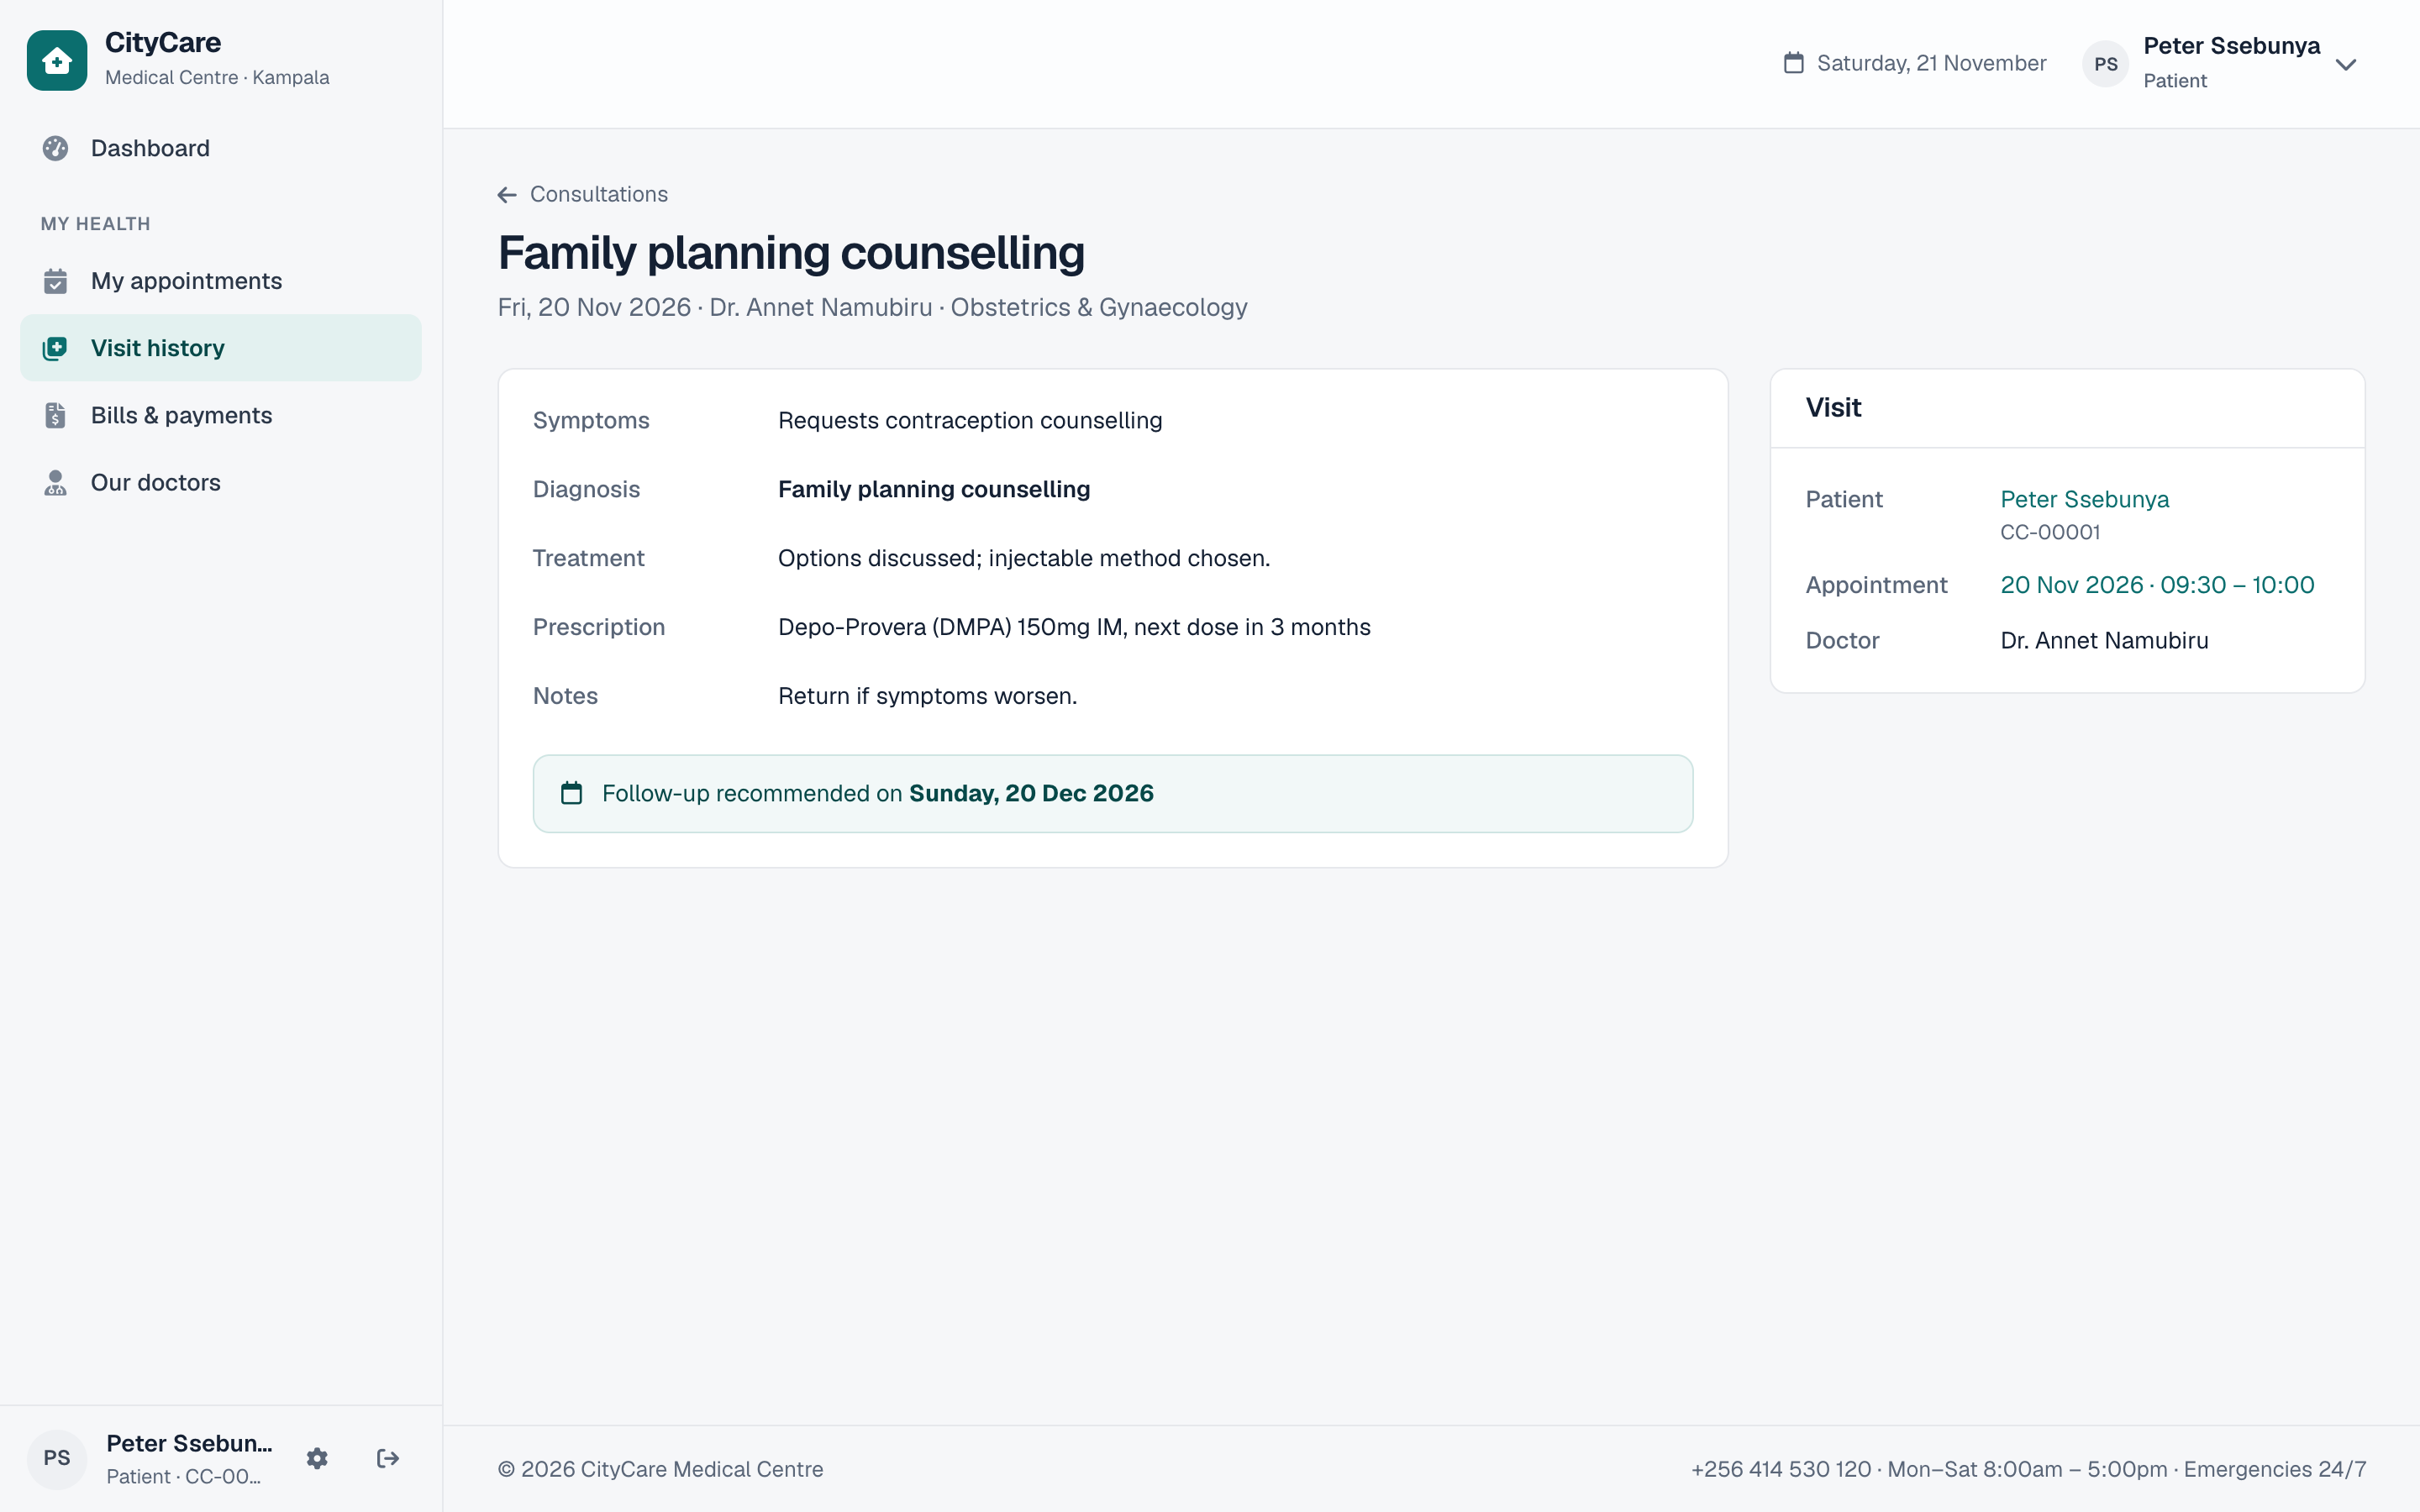 CityCare
Medical Centre · Kampala
Dashboard
MY HEALTH
My appointments
Visit history
Bills & payments
Our doctors
Peter Ssebun...
PS
Patient · CC-00...
Saturday, 21 November
PS
Peter Ssebunya
Patient
Consultations
Family planning counselling
Fri, 20 Nov 2026 · Dr. Annet Namubiru · Obstetrics & Gynaecology
Symptoms Requests contraception counselling
Diagnosis Family planning counselling
Treatment Options discussed; injectable method chosen.
Prescription Depo-Provera (DMPA) 150mg IM, next dose in 3 months
Notes Return if symptoms worsen.
Follow-up recommended on Sunday, 20 Dec 2026
Visit
Patient Peter Ssebunya
CC-00001
Appointment 20 Nov 2026 · 09:30 – 10:00
Doctor Dr. Annet Namubiru
© 2026 CityCare Medical Centre
+256 414 530 120 · Mon–Sat 8:00am – 5:00pm · Emergencies 24/7